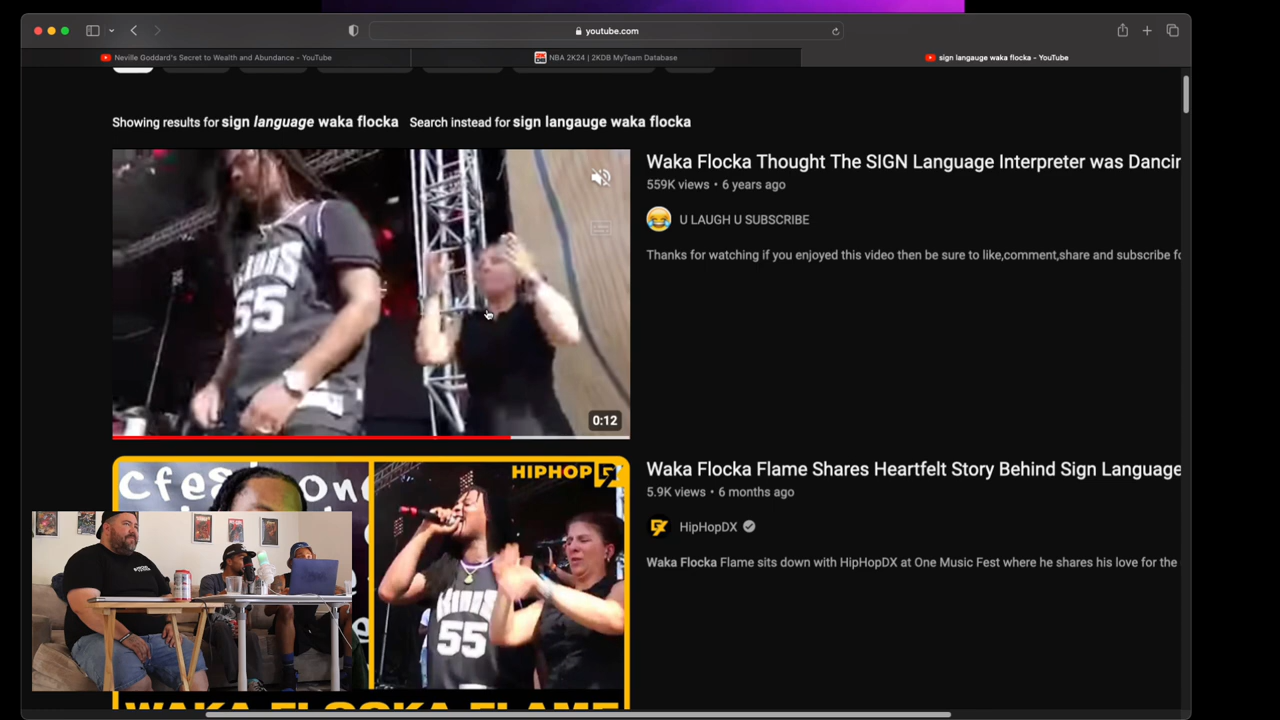 youtube.com
Neville Goddard's Secret to Wealth and Abundance - YouTube
NBA 2K24 | 2KDB MyTeam Database
sign langauge waka flocka - YouTube
Showing results for sign language waka flocka Search instead for sign langauge waka flocka
Waka Flocka Thought The SIGN Language Interpreter was Dancin
559K views • 6 years ago
U LAUGH U SUBSCRIBE
Thanks for watching if you enjoyed this video then be sure to like,comment,share and subscribe fo
55
0:12
Waka Flocka Flame Shares Heartfelt Story Behind Sign Language
5.9K views • 6 months ago
HipHopDX
Waka Flocka Flame sits down with HipHopDX at One Music Fest where he shares his love for the
HIPHOP
55
WAKA FLOCKA FLAME